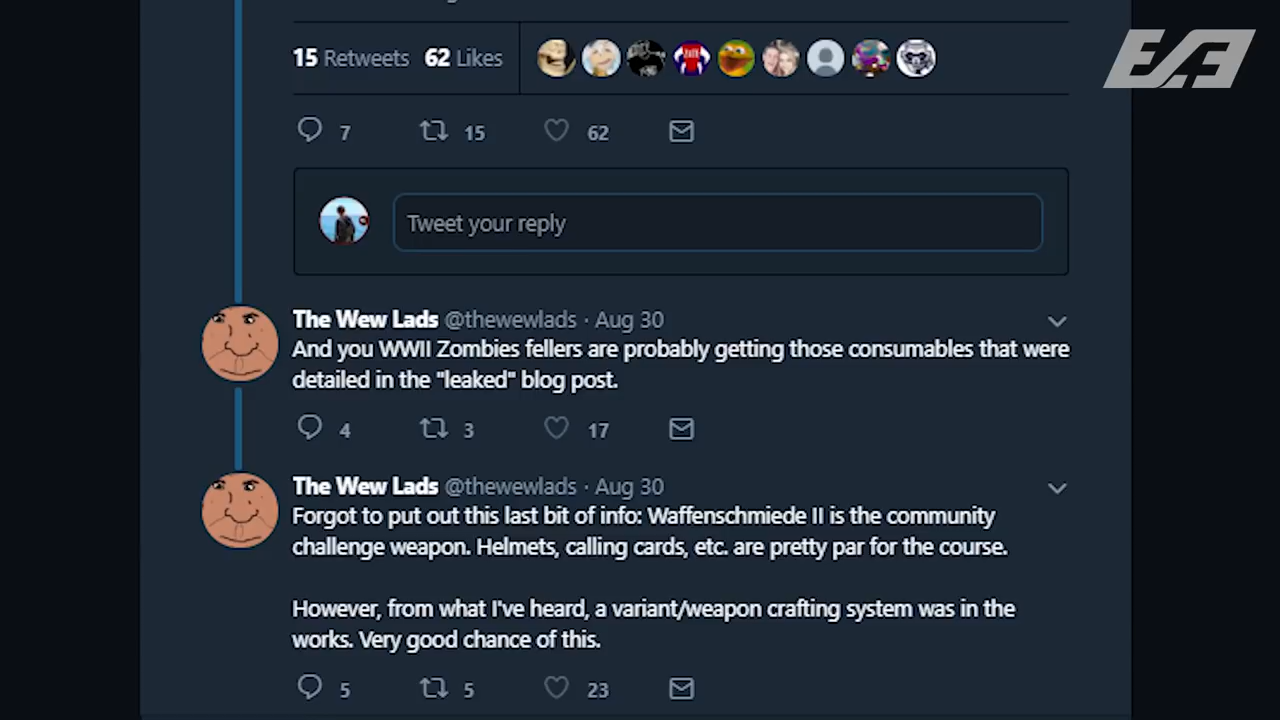 15 Retweets 62 Likes
7 15 62
Tweet your reply
The Wew Lads @thewewlads · Aug 30
And you WWII Zombies fellers are probably getting those consumables that were
detailed in the "leaked" blog post.
4 3 17
The Wew Lads @thewewlads · Aug 30
Forgot to put out this last bit of info: Waffenschmiede II is the community
challenge weapon. Helmets, calling cards, etc. are pretty par for the course.
However, from what I've heard, a variant/weapon crafting system was in the
works. Very good chance of this.
5 5 23